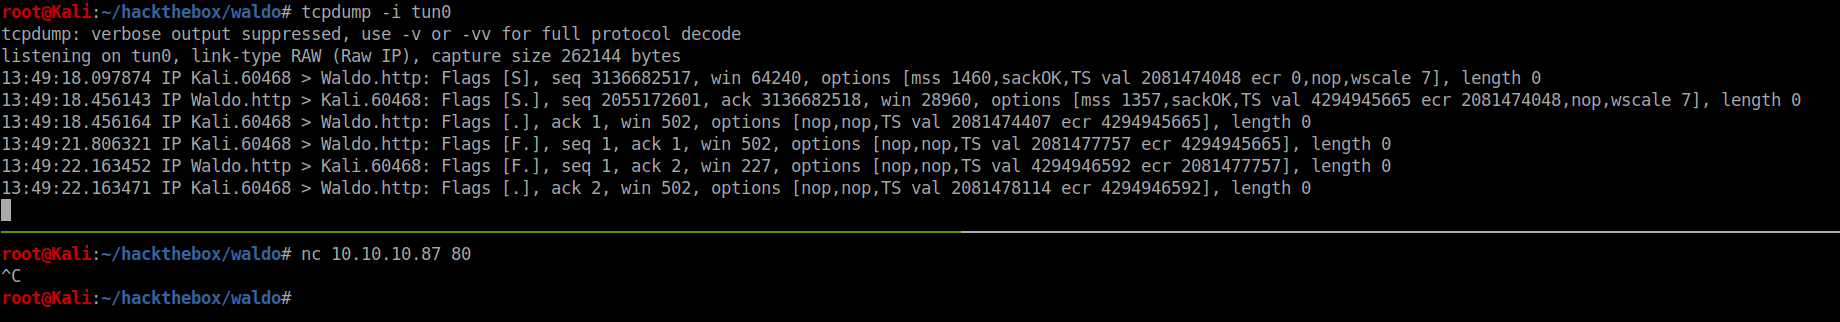 root@Kali:~/hackthebox/waldo# tcpdump -i tun0
tcpdump: verbose output suppressed, use -v or -vv for full protocol decode
listening on tun0, link-type RAW (Raw IP), capture size 262144 bytes
13:49:18.097874 IP Kali.60468 > Waldo.http: Flags [S], seq 3136682517, win 64240, options [mss 1460,sackOK,TS val 2081474048 ecr 0,nop,wscale 7], length 0
13:49:18.456143 IP Waldo.http > Kali.60468: Flags [S.], seq 2055172601, ack 3136682518, win 28960, options [mss 1357,sackOK,TS val 4294945665 ecr 2081474048,nop,wscale 7], length 0
13:49:18.456164 IP Kali.60468 > Waldo.http: Flags [.], ack 1, win 502, options [nop,nop,TS val 2081474407 ecr 4294945665], length 0
13:49:21.806321 IP Kali.60468 > Waldo.http: Flags [F.], seq 1, ack 1, win 502, options [nop,nop,TS val 2081477757 ecr 4294945665], length 0
13:49:22.163452 IP Waldo.http > Kali.60468: Flags [F.], seq 1, ack 2, win 227, options [nop,nop,TS val 4294946592 ecr 2081477757], length 0
13:49:22.163471 IP Kali.60468 > Waldo.http: Flags [.], ack 2, win 502, options [nop,nop,TS val 2081478114 ecr 4294946592], length 0
root@Kali:~/hackthebox/waldo# nc 10.10.10.87 80
^C
root@Kali:~/hackthebox/waldo#